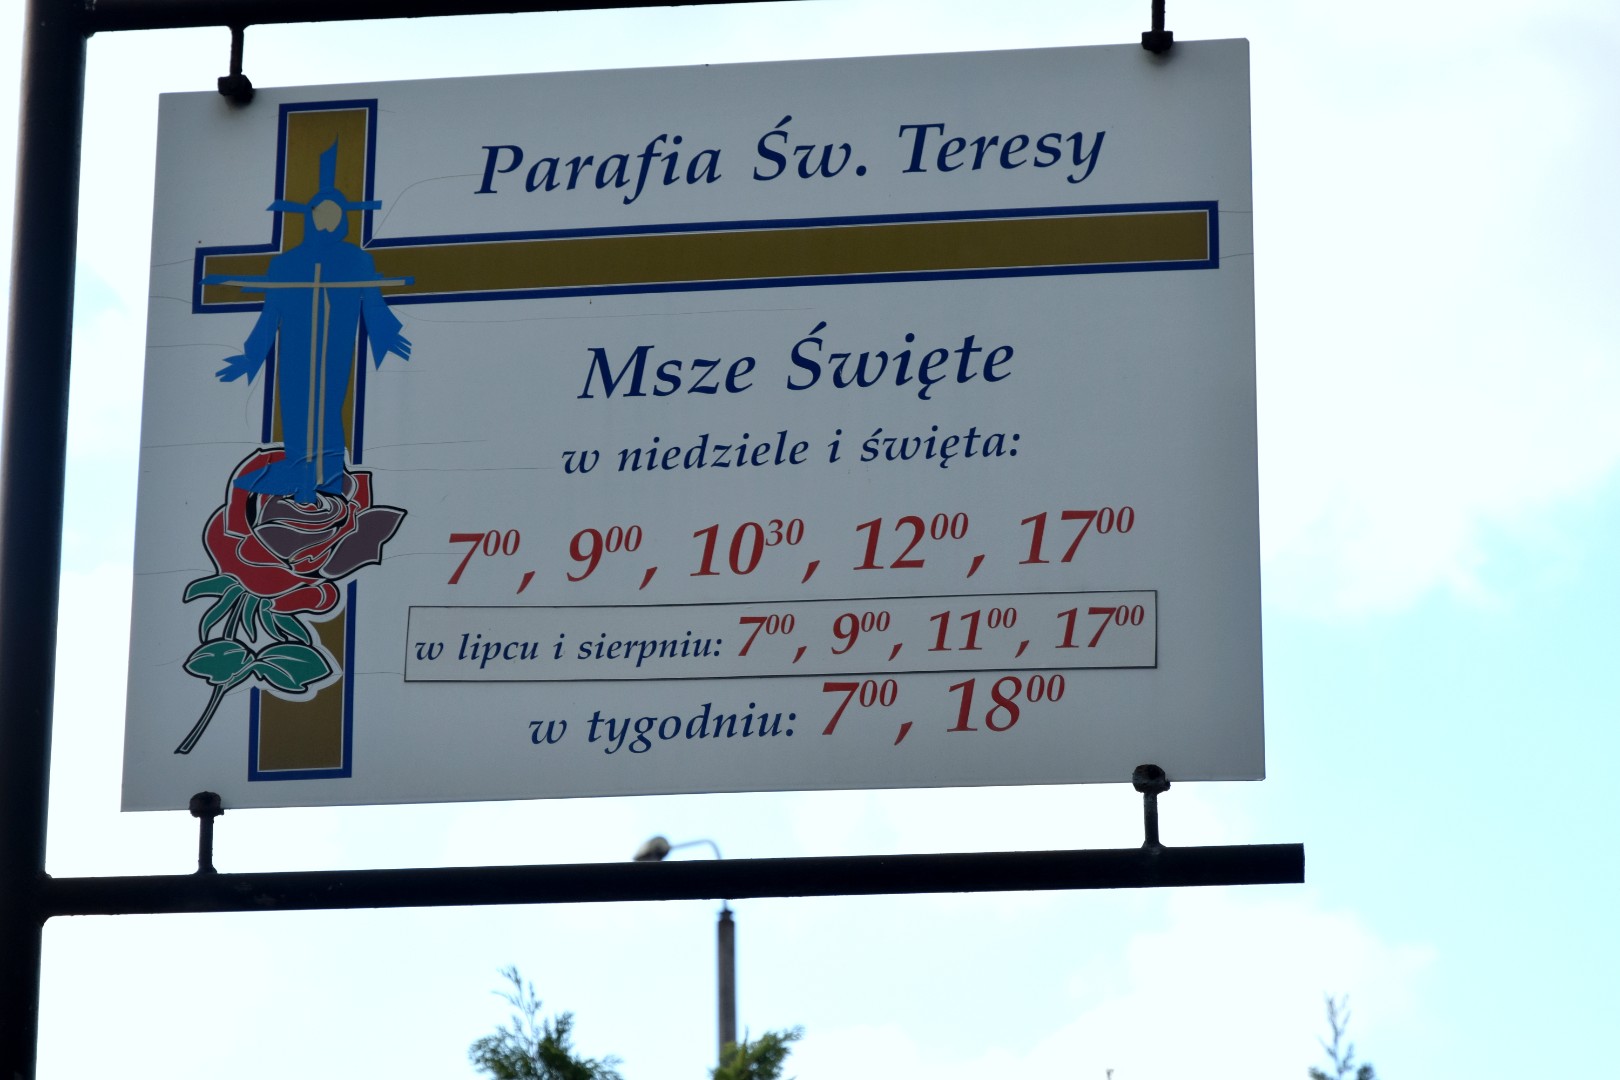 Parafia Św. Teresy
Msze Święte
w niedziele i święta:
7⁰⁰, 9⁰⁰, 10³⁰, 12⁰⁰, 17⁰⁰
w lipcu i sierpniu: 7⁰⁰, 9⁰⁰, 11⁰⁰, 17⁰⁰
w tygodniu: 7⁰⁰, 18⁰⁰